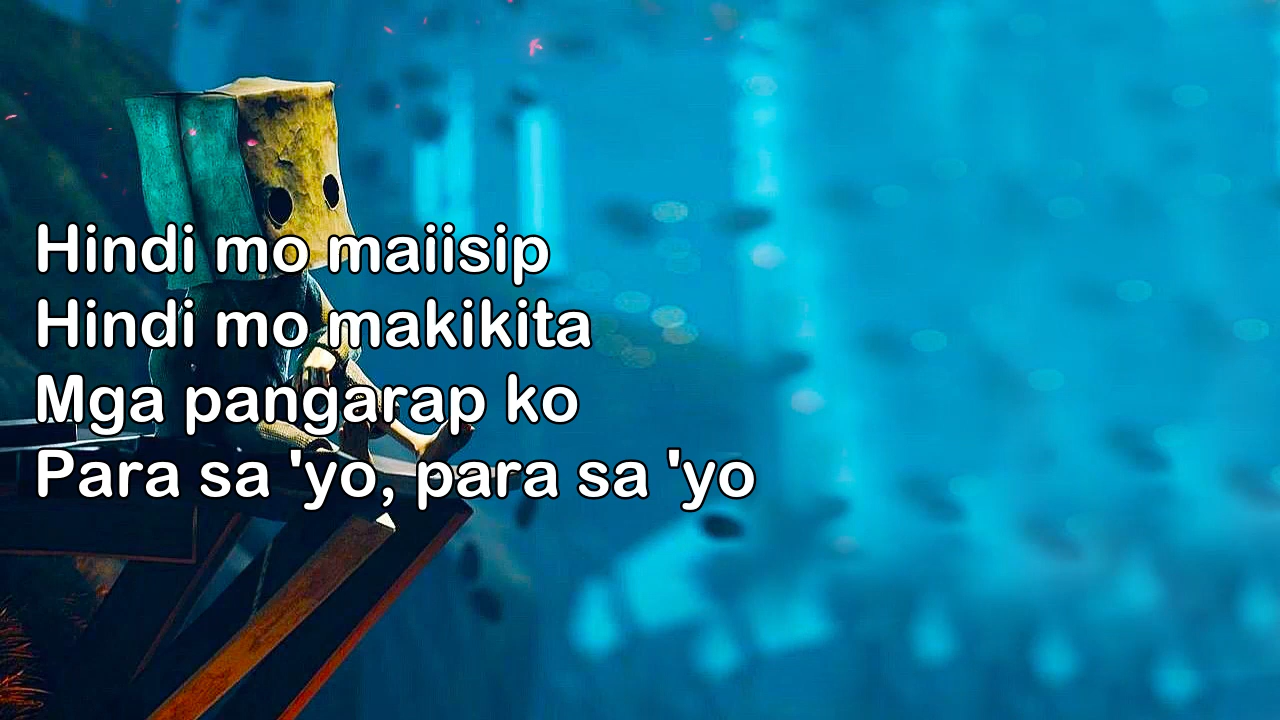 Hindi mo maiisip
Hindi mo makikita
Mga pangarap ko
Para sa 'yo, para sa 'yo